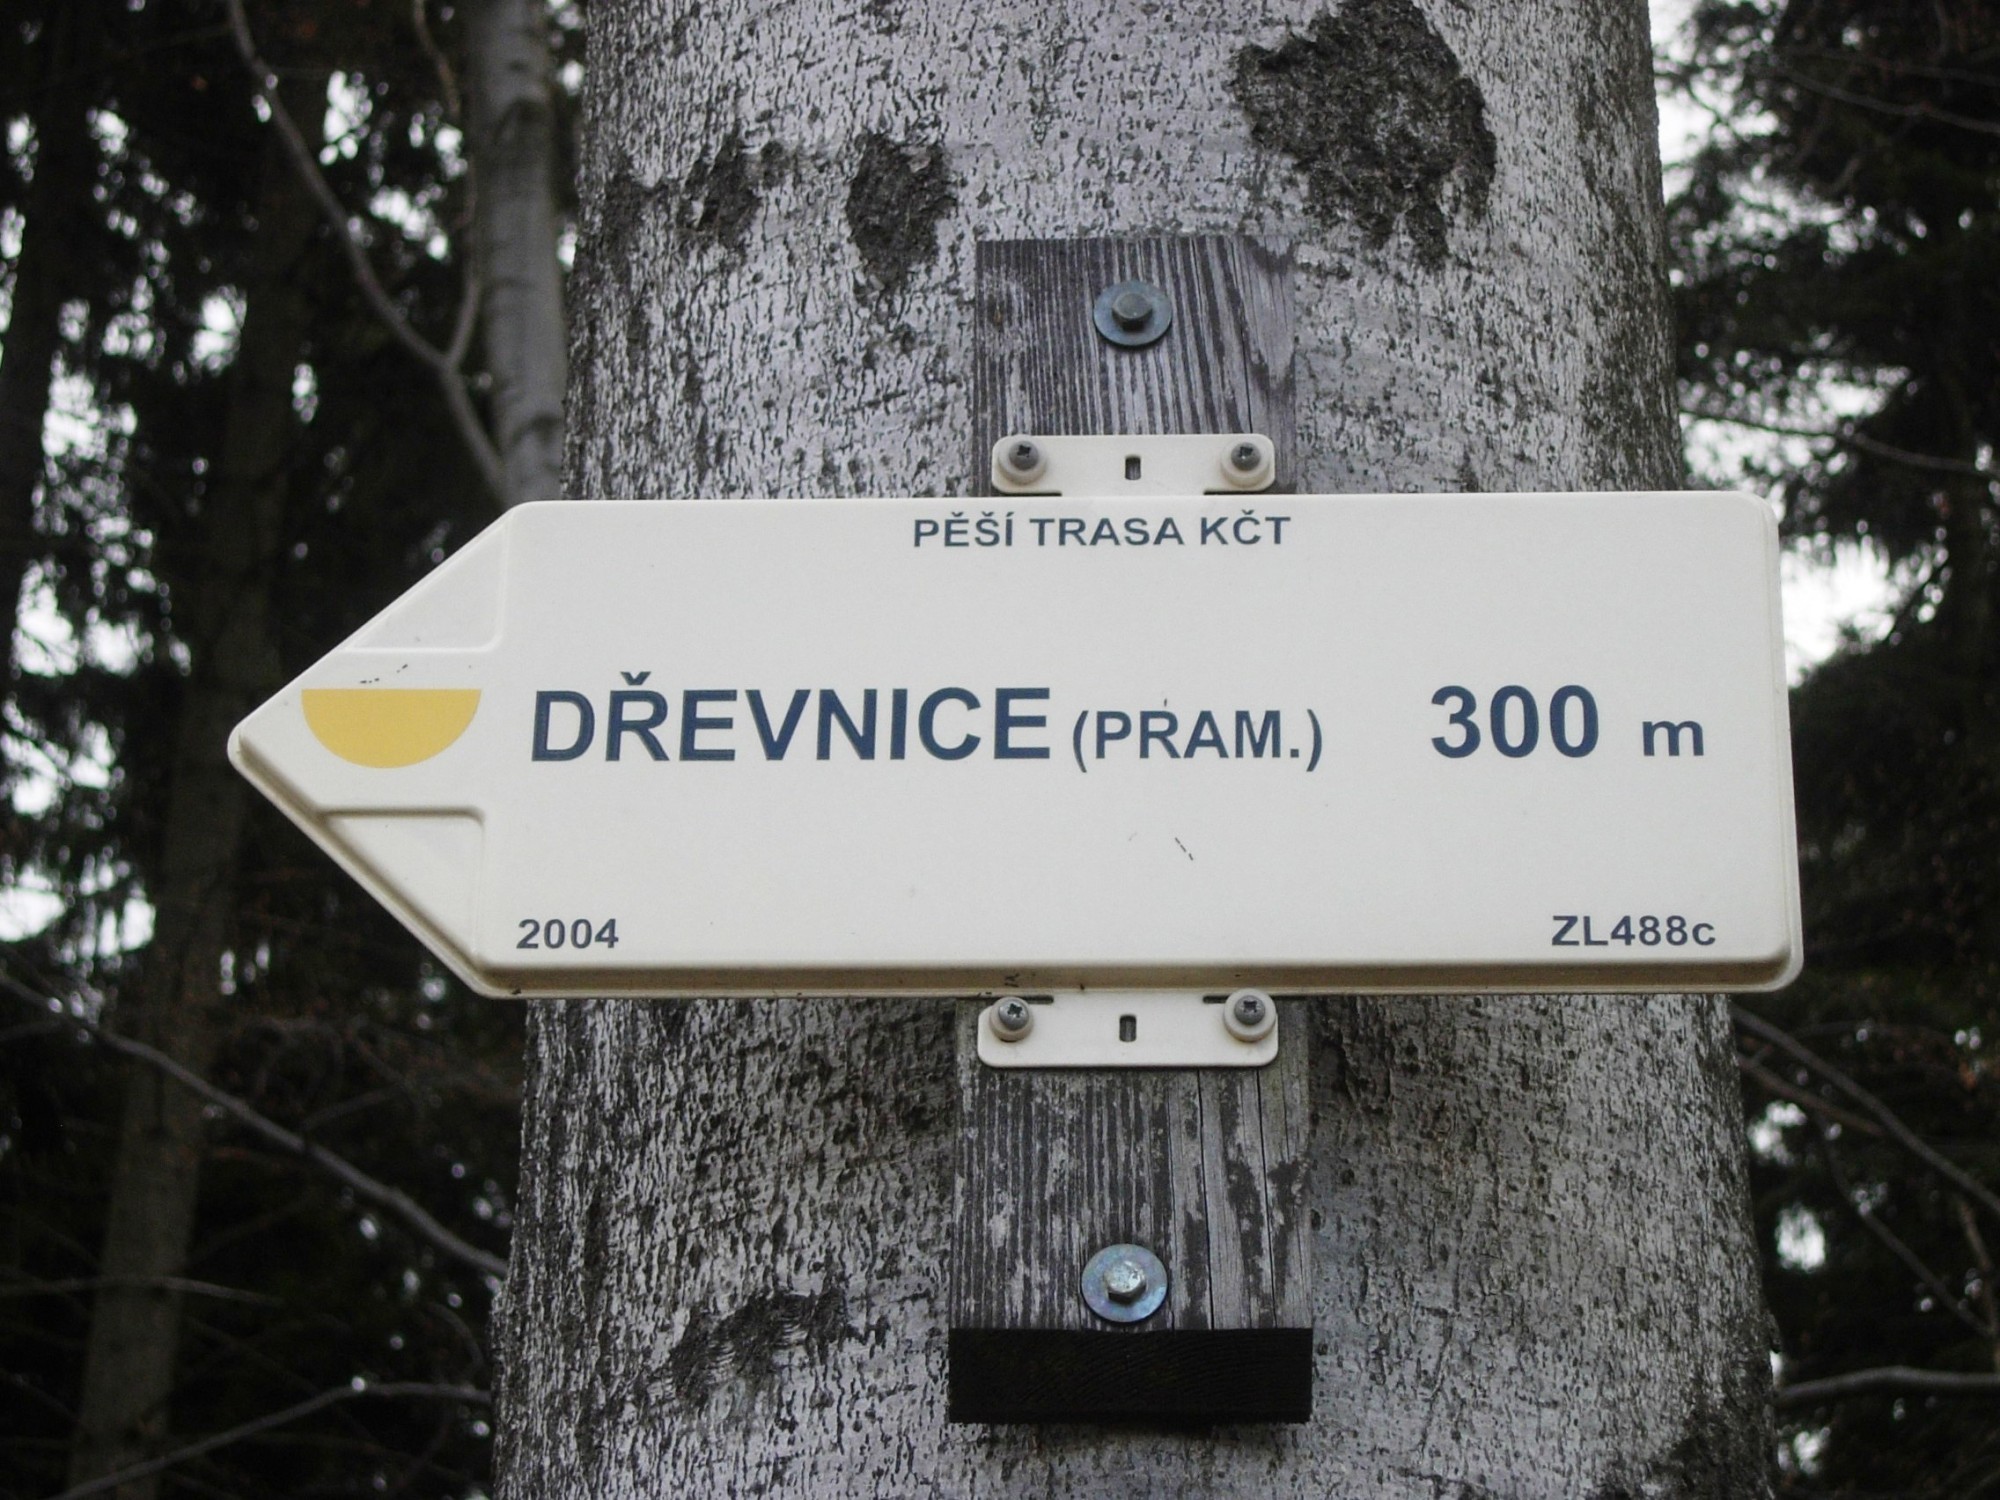 PĚŠÍ TRASA KČT
DŘEVNICE (PRAM.) 300 m
2004 ZL488c